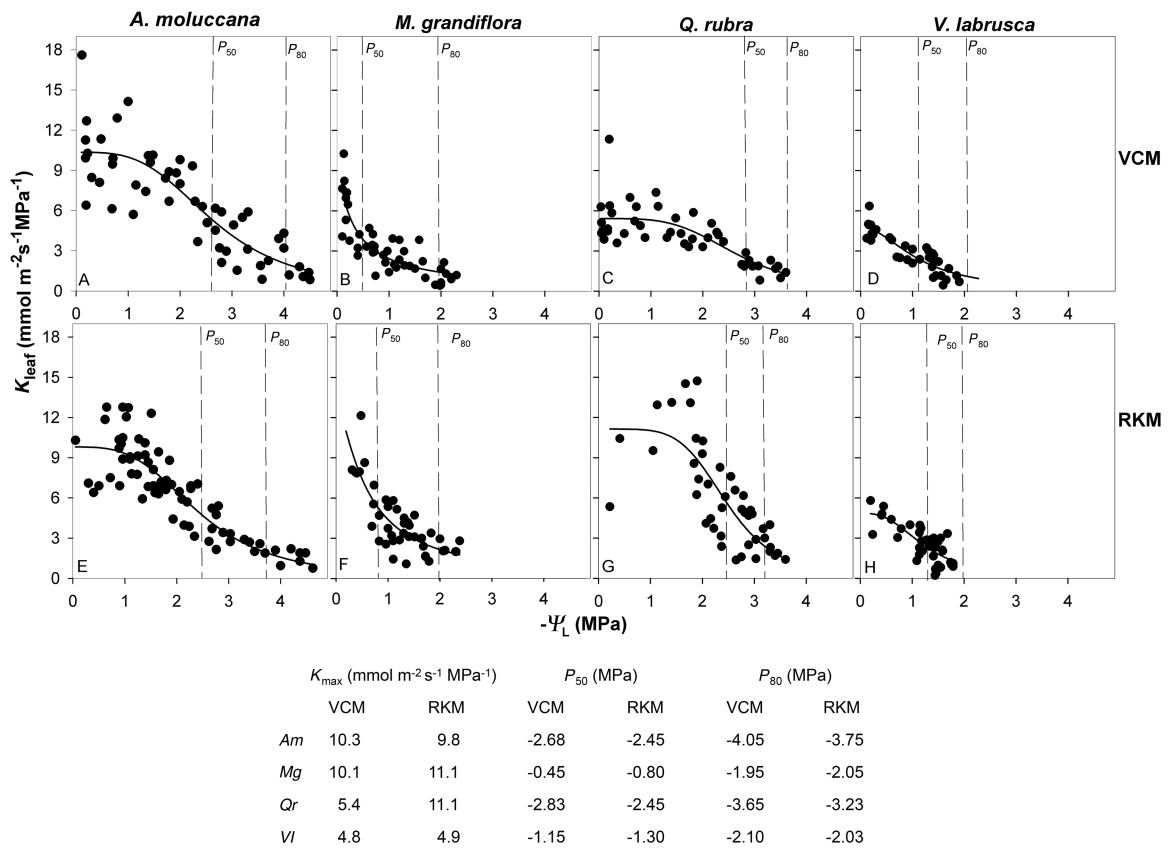 A. moluccana M. grandiflora Q. rubra V. labrusca
P50 P80 P50 P80 P50 P80 P50 P80
18
15
12
9
6
3
0
A B C D
VCM
0 1 2 3 4 0 1 2 3 4 0 1 2 3 4 0 1 2 3 4
Kleaf (mmol m-2s-1MPa-1)
P50 P80 P50 P80 P50 P80 P50 P80
18
15
12
9
6
3
0
E F G H
RKM
0 1 2 3 4 0 1 2 3 4 0 1 2 3 4 0 1 2 3 4
-ΨL (MPa)
Kmax (mmol m-2 s-1 MPa-1) P50 (MPa) P80 (MPa)
VCM RKM VCM RKM VCM RKM
Am 10.3 9.8 -2.68 -2.45 -4.05 -3.75
Mg 10.1 11.1 -0.45 -0.80 -1.95 -2.05
Qr 5.4 11.1 -2.83 -2.45 -3.65 -3.23
Vl 4.8 4.9 -1.15 -1.30 -2.10 -2.03